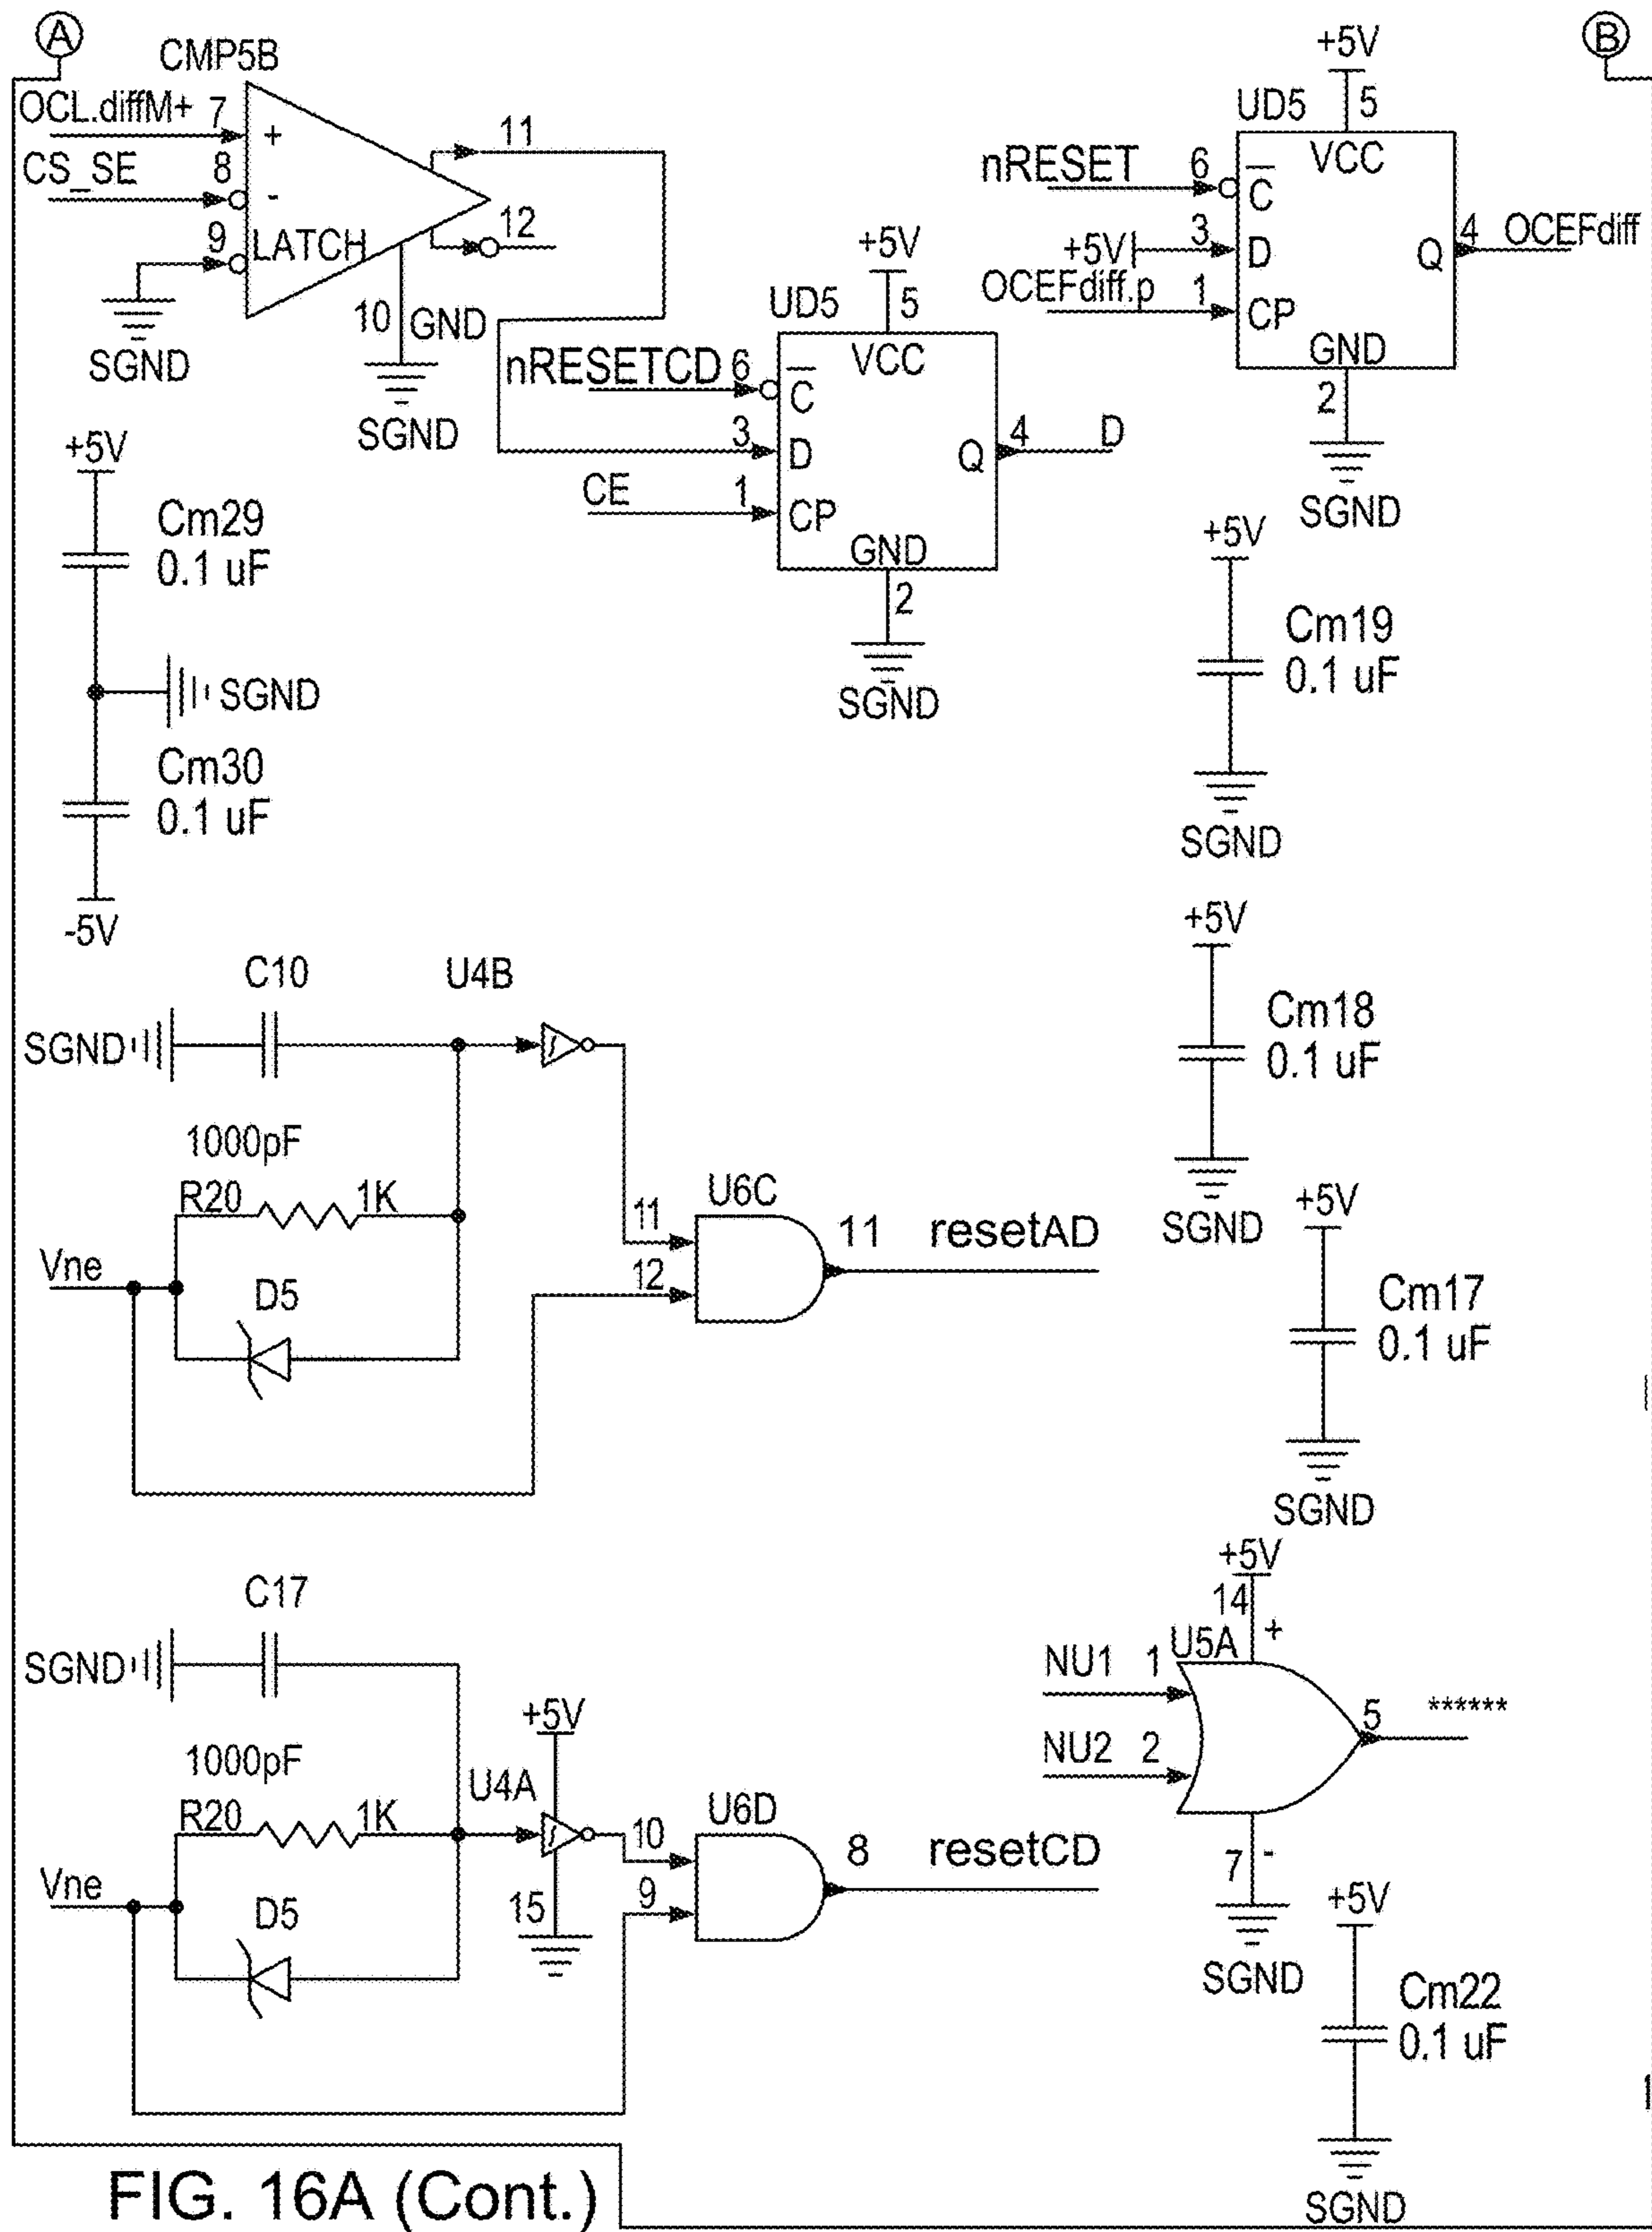 A
B
CMP5B
OCL.diffM+ 7 +
CS_SE 8 -
9 LATCH
SGND
10 GND
SGND
11
12
+5V
UD5 5
VCC
nRESETCD 6 C
3 D
CE 1 CP
Q 4 D
GND
2
SGND
+5V
UD5 5
VCC
nRESET 6 C
+5V 3 D
OCEFdiff.p 1 CP
Q 4 OCEFdiff
GND
2
SGND
+5V
Cm29
0.1 uF
SGND
Cm30
0.1 uF
-5V
+5V
Cm19
0.1 uF
SGND
+5V
Cm18
0.1 uF
SGND
+5V
Cm17
0.1 uF
SGND
C10 U4B
SGND
1000pF
R20 1K
Vne
D5
11
12
U6C
11 resetAD
C17
SGND
1000pF
R20 1K
Vne
D5
+5V
U4A
15
10
9
U6D
8 resetCD
+5V
14
+
U5A
NU1 1
NU2 2
5 ******
7 -
SGND
+5V
Cm22
0.1 uF
SGND
FIG. 16A (Cont.)